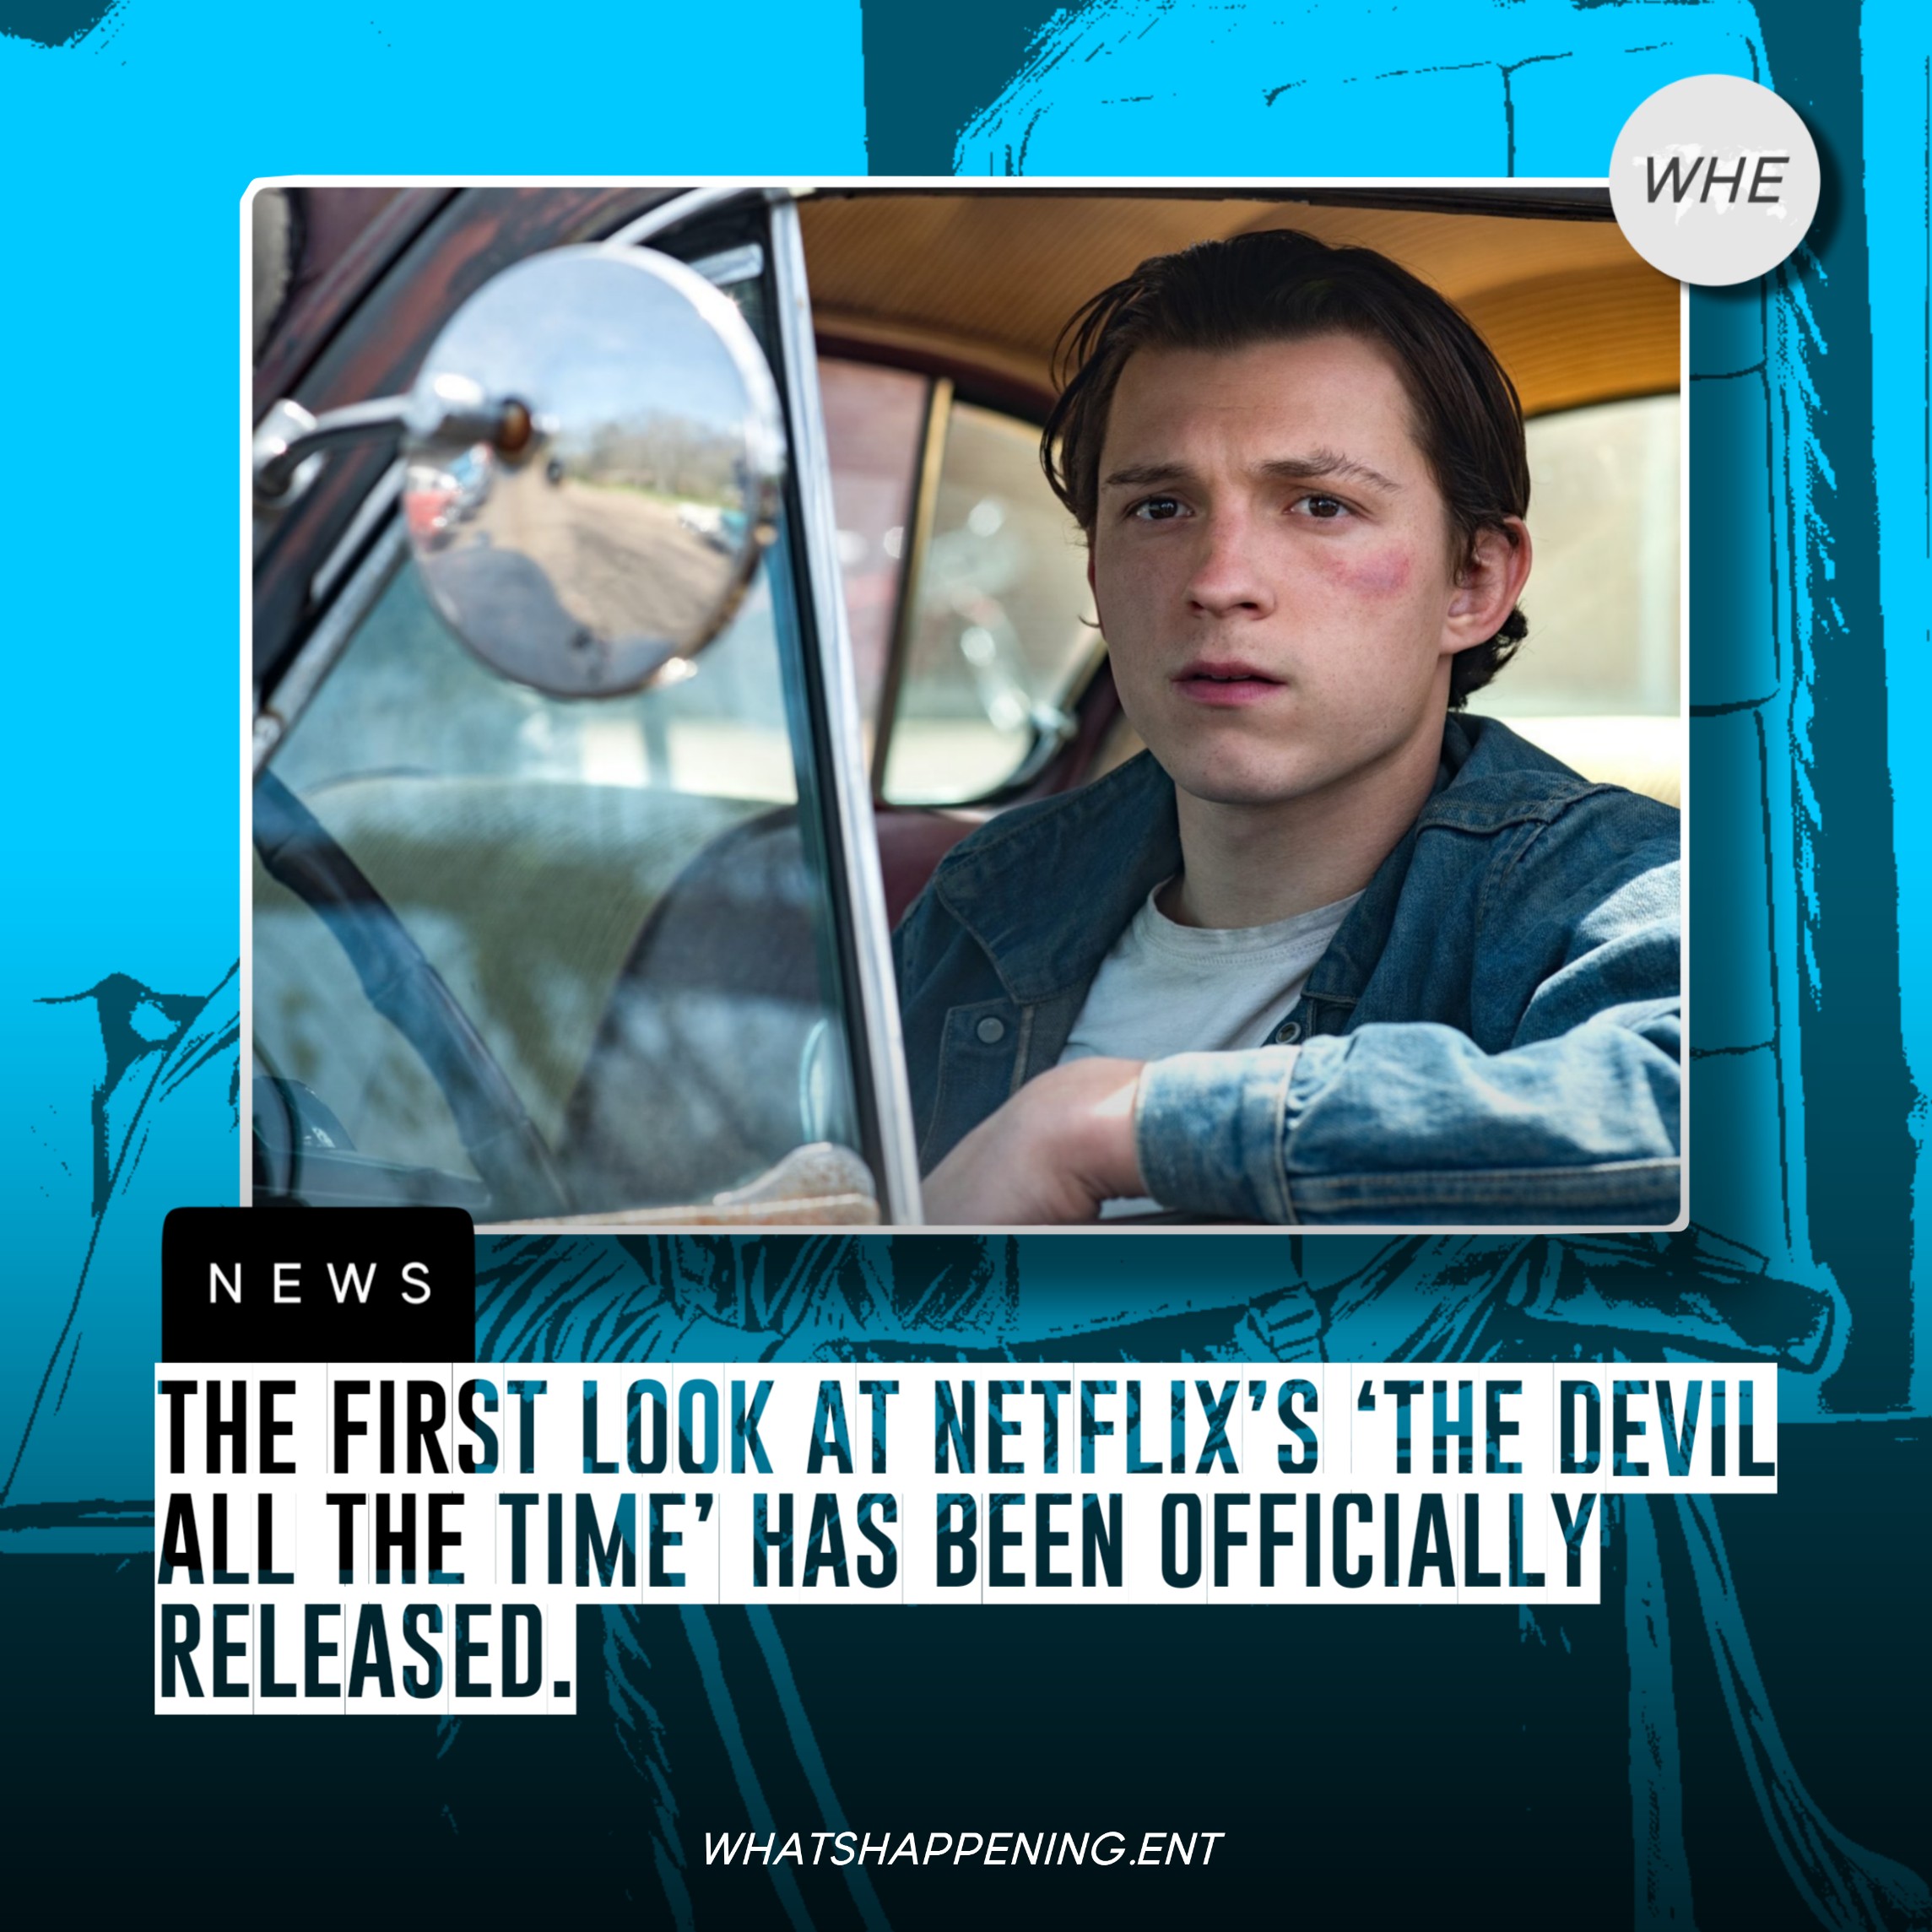 WHE
NEWS
THE FIRST LOOK AT NETFLIX’S ‘THE DEVIL
ALL THE TIME’ HAS BEEN OFFICIALLY
RELEASED.
WHATSHAPPENING.ENT